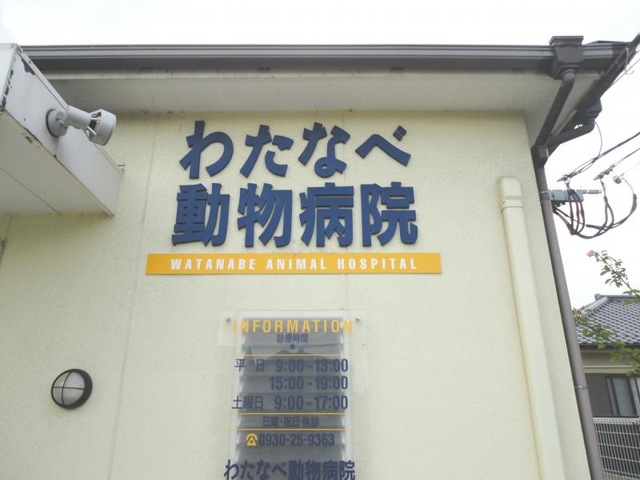 わたなべ
動物病院
WATANABE ANIMAL HOSPITAL
INFORMATION
診療時間
平 日 9:00-13:00
15:00-19:00
土曜日 9:00-17:00
日曜・祝日 休診
☎0930-25-9363
わたなべ動物病院